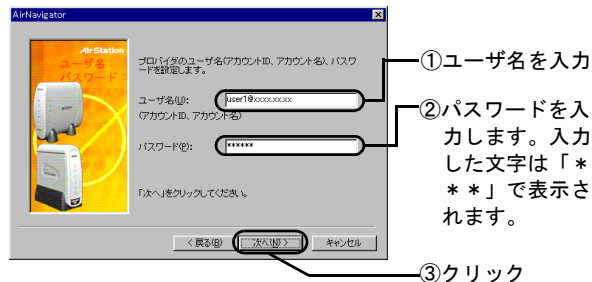 AirNavigator
AirStation
ユーザ名:
パスワード
プロバイダのユーザ名(アカウントID、アカウント名)、パスワ
ードを設定します。
ユーザ名(U):
user1@xxxx.xx.xx
(アカウントID、アカウント名)
パスワード(P):
******
「次へ」をクリックしてください。
< 戻る(B)
次へ(N) >
キャンセル
①ユーザ名を入力
②パスワードを入
力します。入力
した文字は「*
**」で表示さ
れます。
③クリック